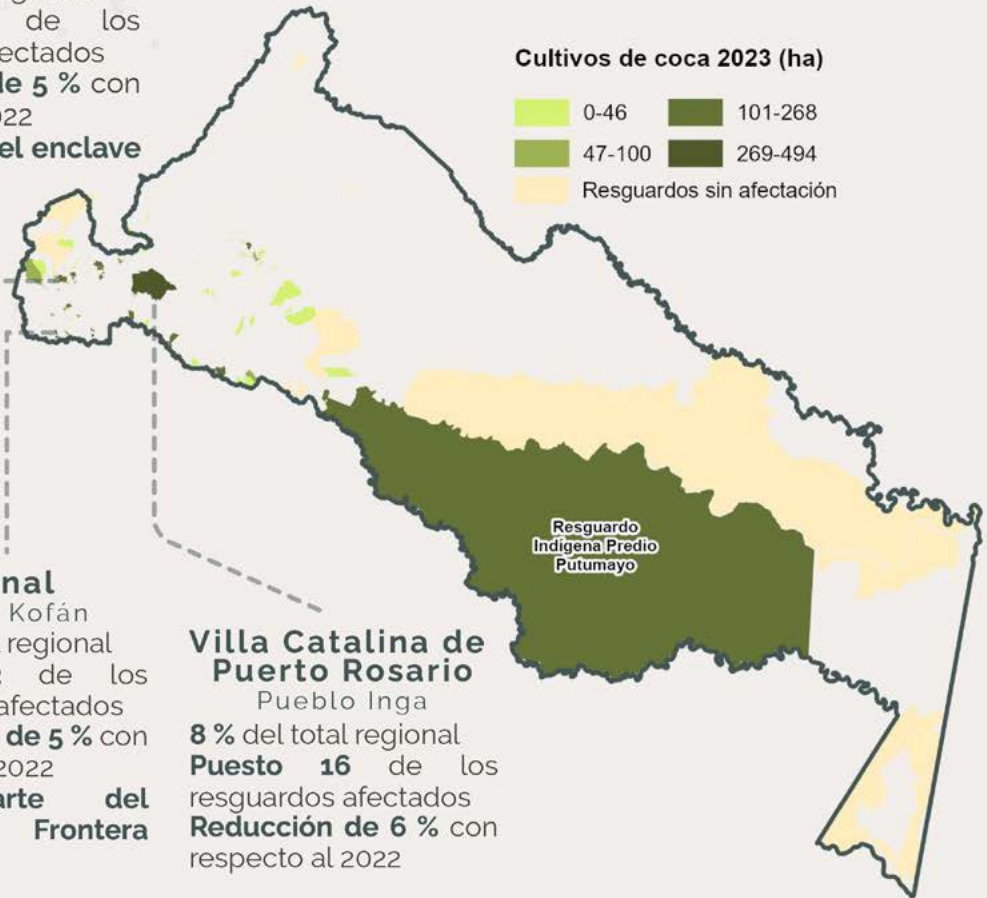 de los
ectados
de 5 % con
022
el enclave
Cultivos de coca 2023 (ha)
0-46
101-268
47-100
269-494
Resguardos sin afectación
Resguardo
Indígena Predio
Putumayo
nal
Kofán
regional
de los
afectados
de 5 % con
2022
arte del
Frontera
Villa Catalina de
Puerto Rosario
Pueblo Inga
8 % del total regional
Puesto 16 de los
resguardos afectados
Reducción de 6 % con
respecto al 2022